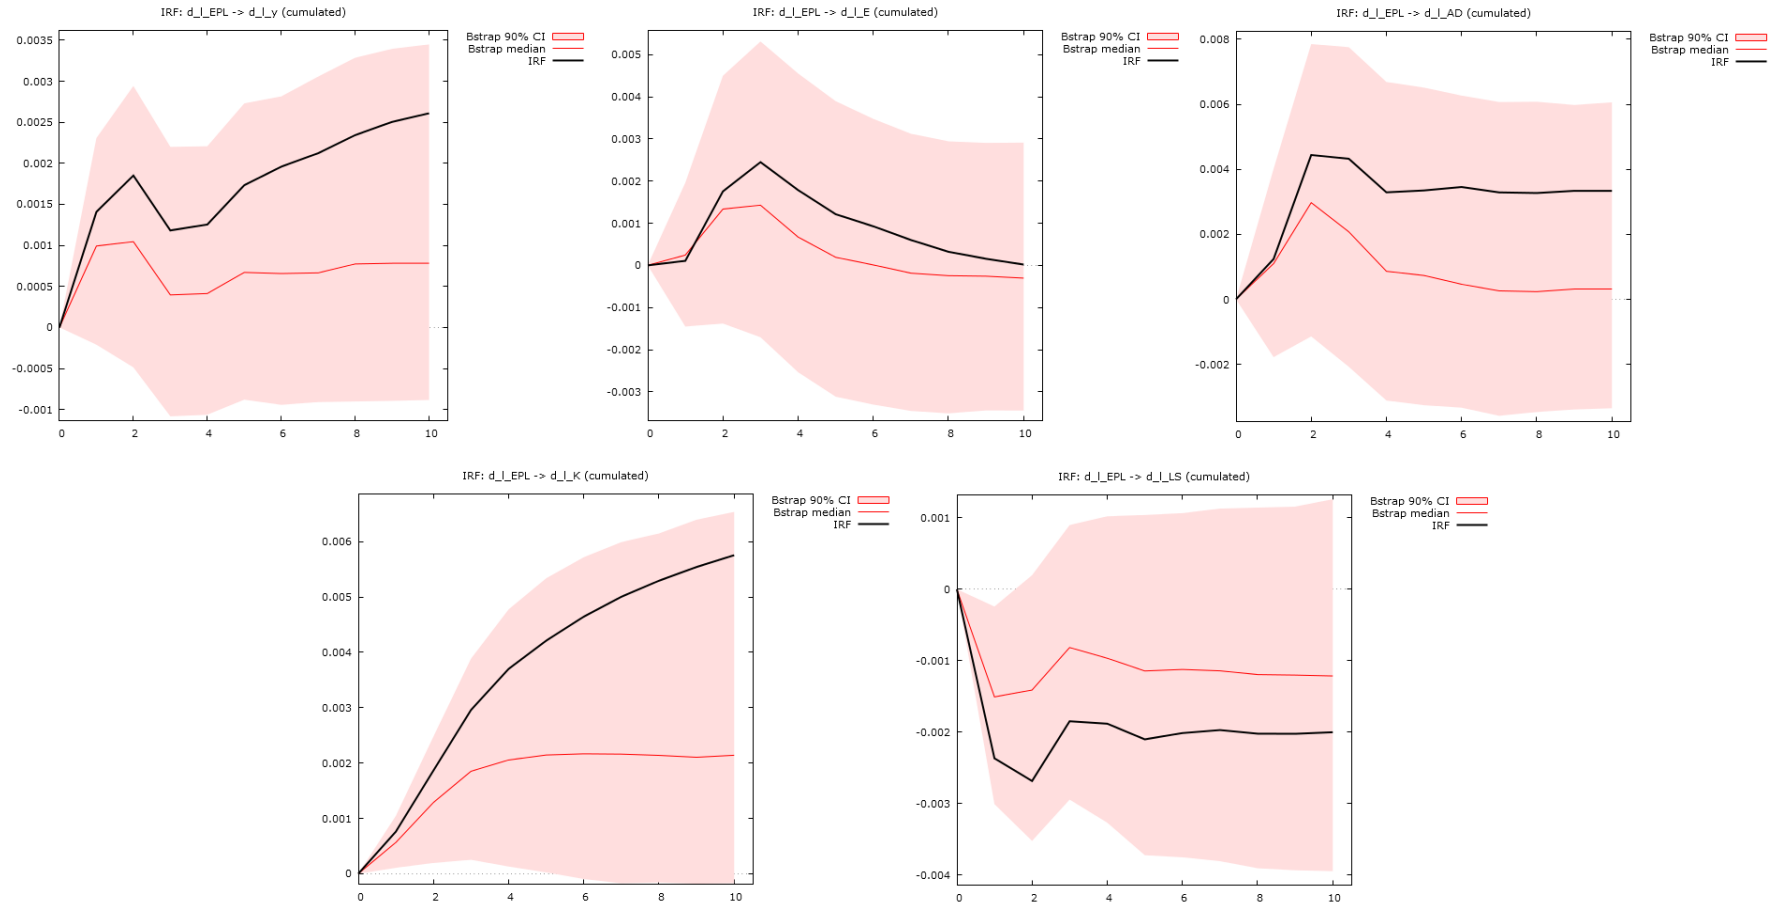 IRF: d_l_EPL -> d_l_y (cumulated)
Bstrap 90% CI
Bstrap median
IRF
0.0035
0.003
0.0025
0.002
0.0015
0.001
0.0005
0
-0.0005
-0.001
0 2 4 6 8 10
IRF: d_l_EPL -> d_l_E (cumulated)
Bstrap 90% CI
Bstrap median
IRF
0.005
0.004
0.003
0.002
0.001
0
-0.001
-0.002
-0.003
0 2 4 6 8 10
IRF: d_l_EPL -> d_l_AD (cumulated)
Bstrap 90% CI
Bstrap median
IRF
0.008
0.006
0.004
0.002
0
-0.002
0 2 4 6 8 10
IRF: d_l_EPL -> d_l_K (cumulated)
Bstrap 90% CI
Bstrap median
IRF
0.006
0.005
0.004
0.003
0.002
0.001
0
0 2 4 6 8 10
IRF: d_l_EPL -> d_l_LS (cumulated)
Bstrap 90% CI
Bstrap median
IRF
0.001
0
-0.001
-0.002
-0.003
-0.004
0 2 4 6 8 10